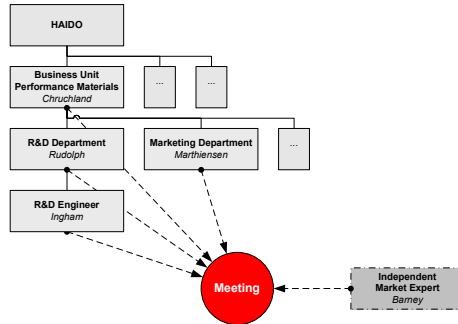 HAIDO
Business Unit
Performance Materials
Chruchland
...
...
R&D Department
Rudolph
Marketing Department
Marthiensen
...
R&D Engineer
Ingham
Meeting
Independent
Market Expert
Barney